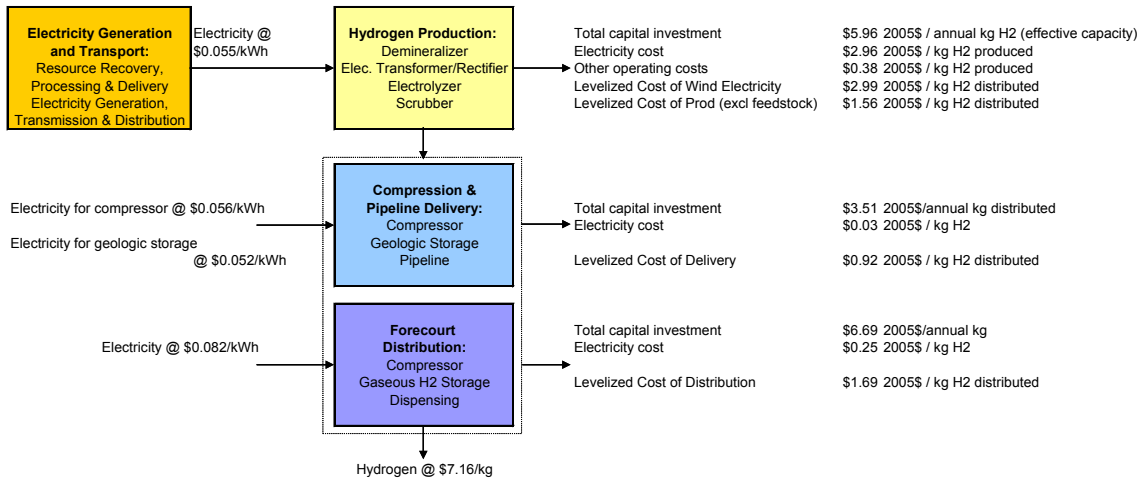 Electricity Generation
and Transport:
Resource Recovery,
Processing & Delivery
Electricity Generation,
Transmission & Distribution
Electricity @
$0.055/kWh
Hydrogen Production:
Demineralizer
Elec. Transformer/Rectifier
Electrolyzer
Scrubber
Total capital investment $5.96 2005$ / annual kg H2 (effective capacity)
Electricity cost $2.96 2005$ / kg H2 produced
Other operating costs $0.38 2005$ / kg H2 produced
Levelized Cost of Wind Electricity $2.99 2005$ / kg H2 distributed
Levelized Cost of Prod (excl feedstock) $1.56 2005$ / kg H2 distributed
Electricity for compressor @ $0.056/kWh
Electricity for geologic storage
@ $0.052/kWh
Compression &
Pipeline Delivery:
Compressor
Geologic Storage
Pipeline
Total capital investment $3.51 2005$/annual kg distributed
Electricity cost $0.03 2005$ / kg H2
Levelized Cost of Delivery $0.92 2005$ / kg H2 distributed
Electricity @ $0.082/kWh
Forecourt
Distribution:
Compressor
Gaseous H2 Storage
Dispensing
Total capital investment $6.69 2005$/annual kg
Electricity cost $0.25 2005$ / kg H2
Levelized Cost of Distribution $1.69 2005$ / kg H2 distributed
Hydrogen @ $7.16/kg